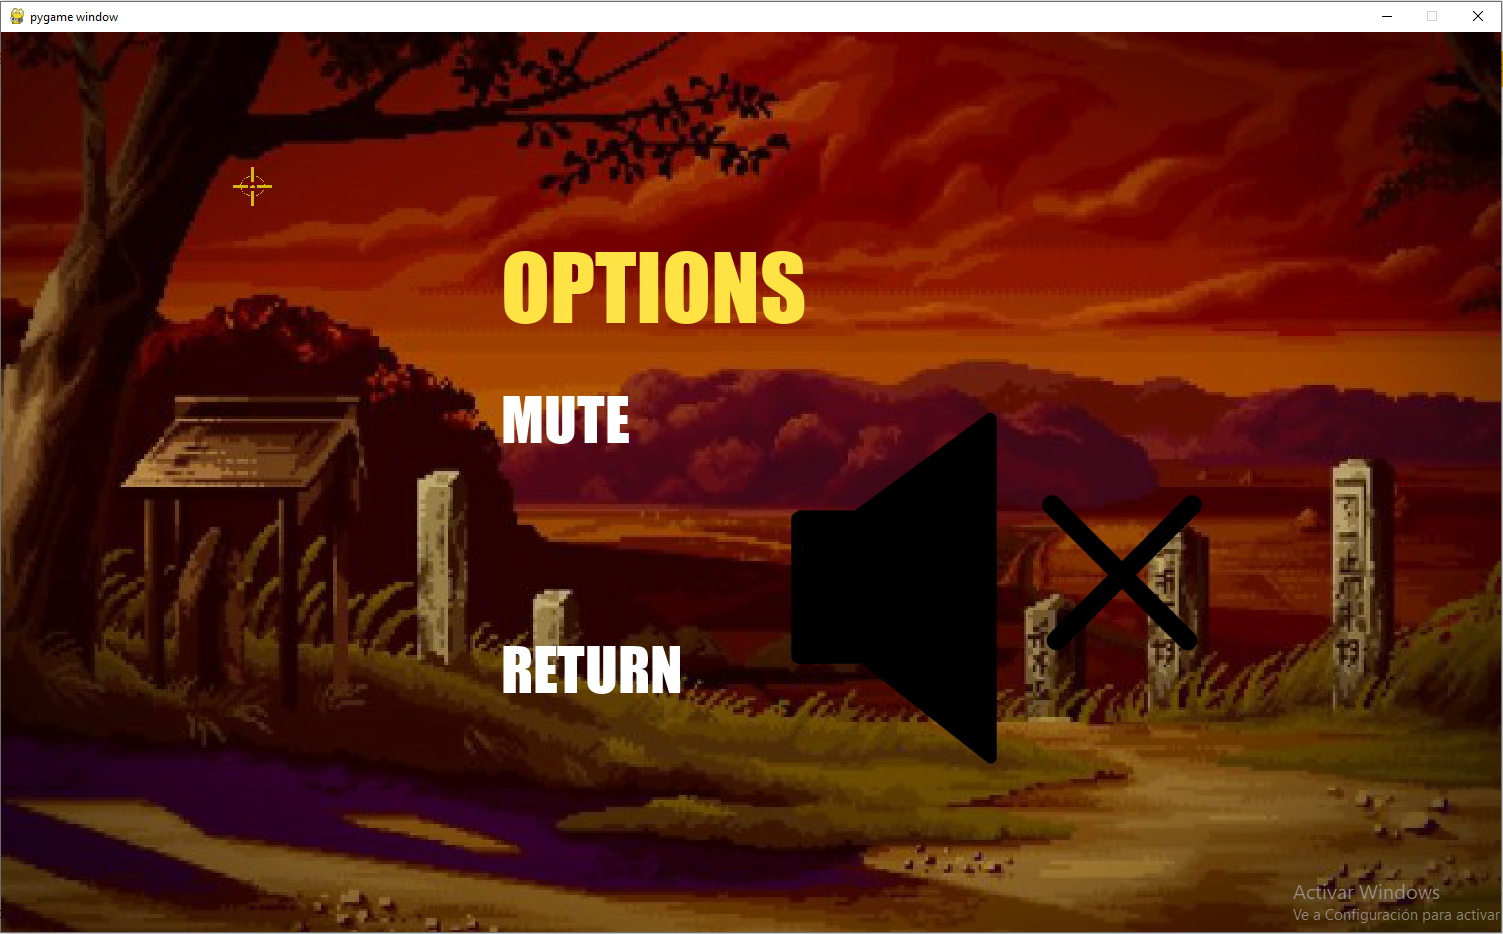 pygame window
OPTIONS
MUTE
RETURN
Activar Windows
Ve a Configuración para activar